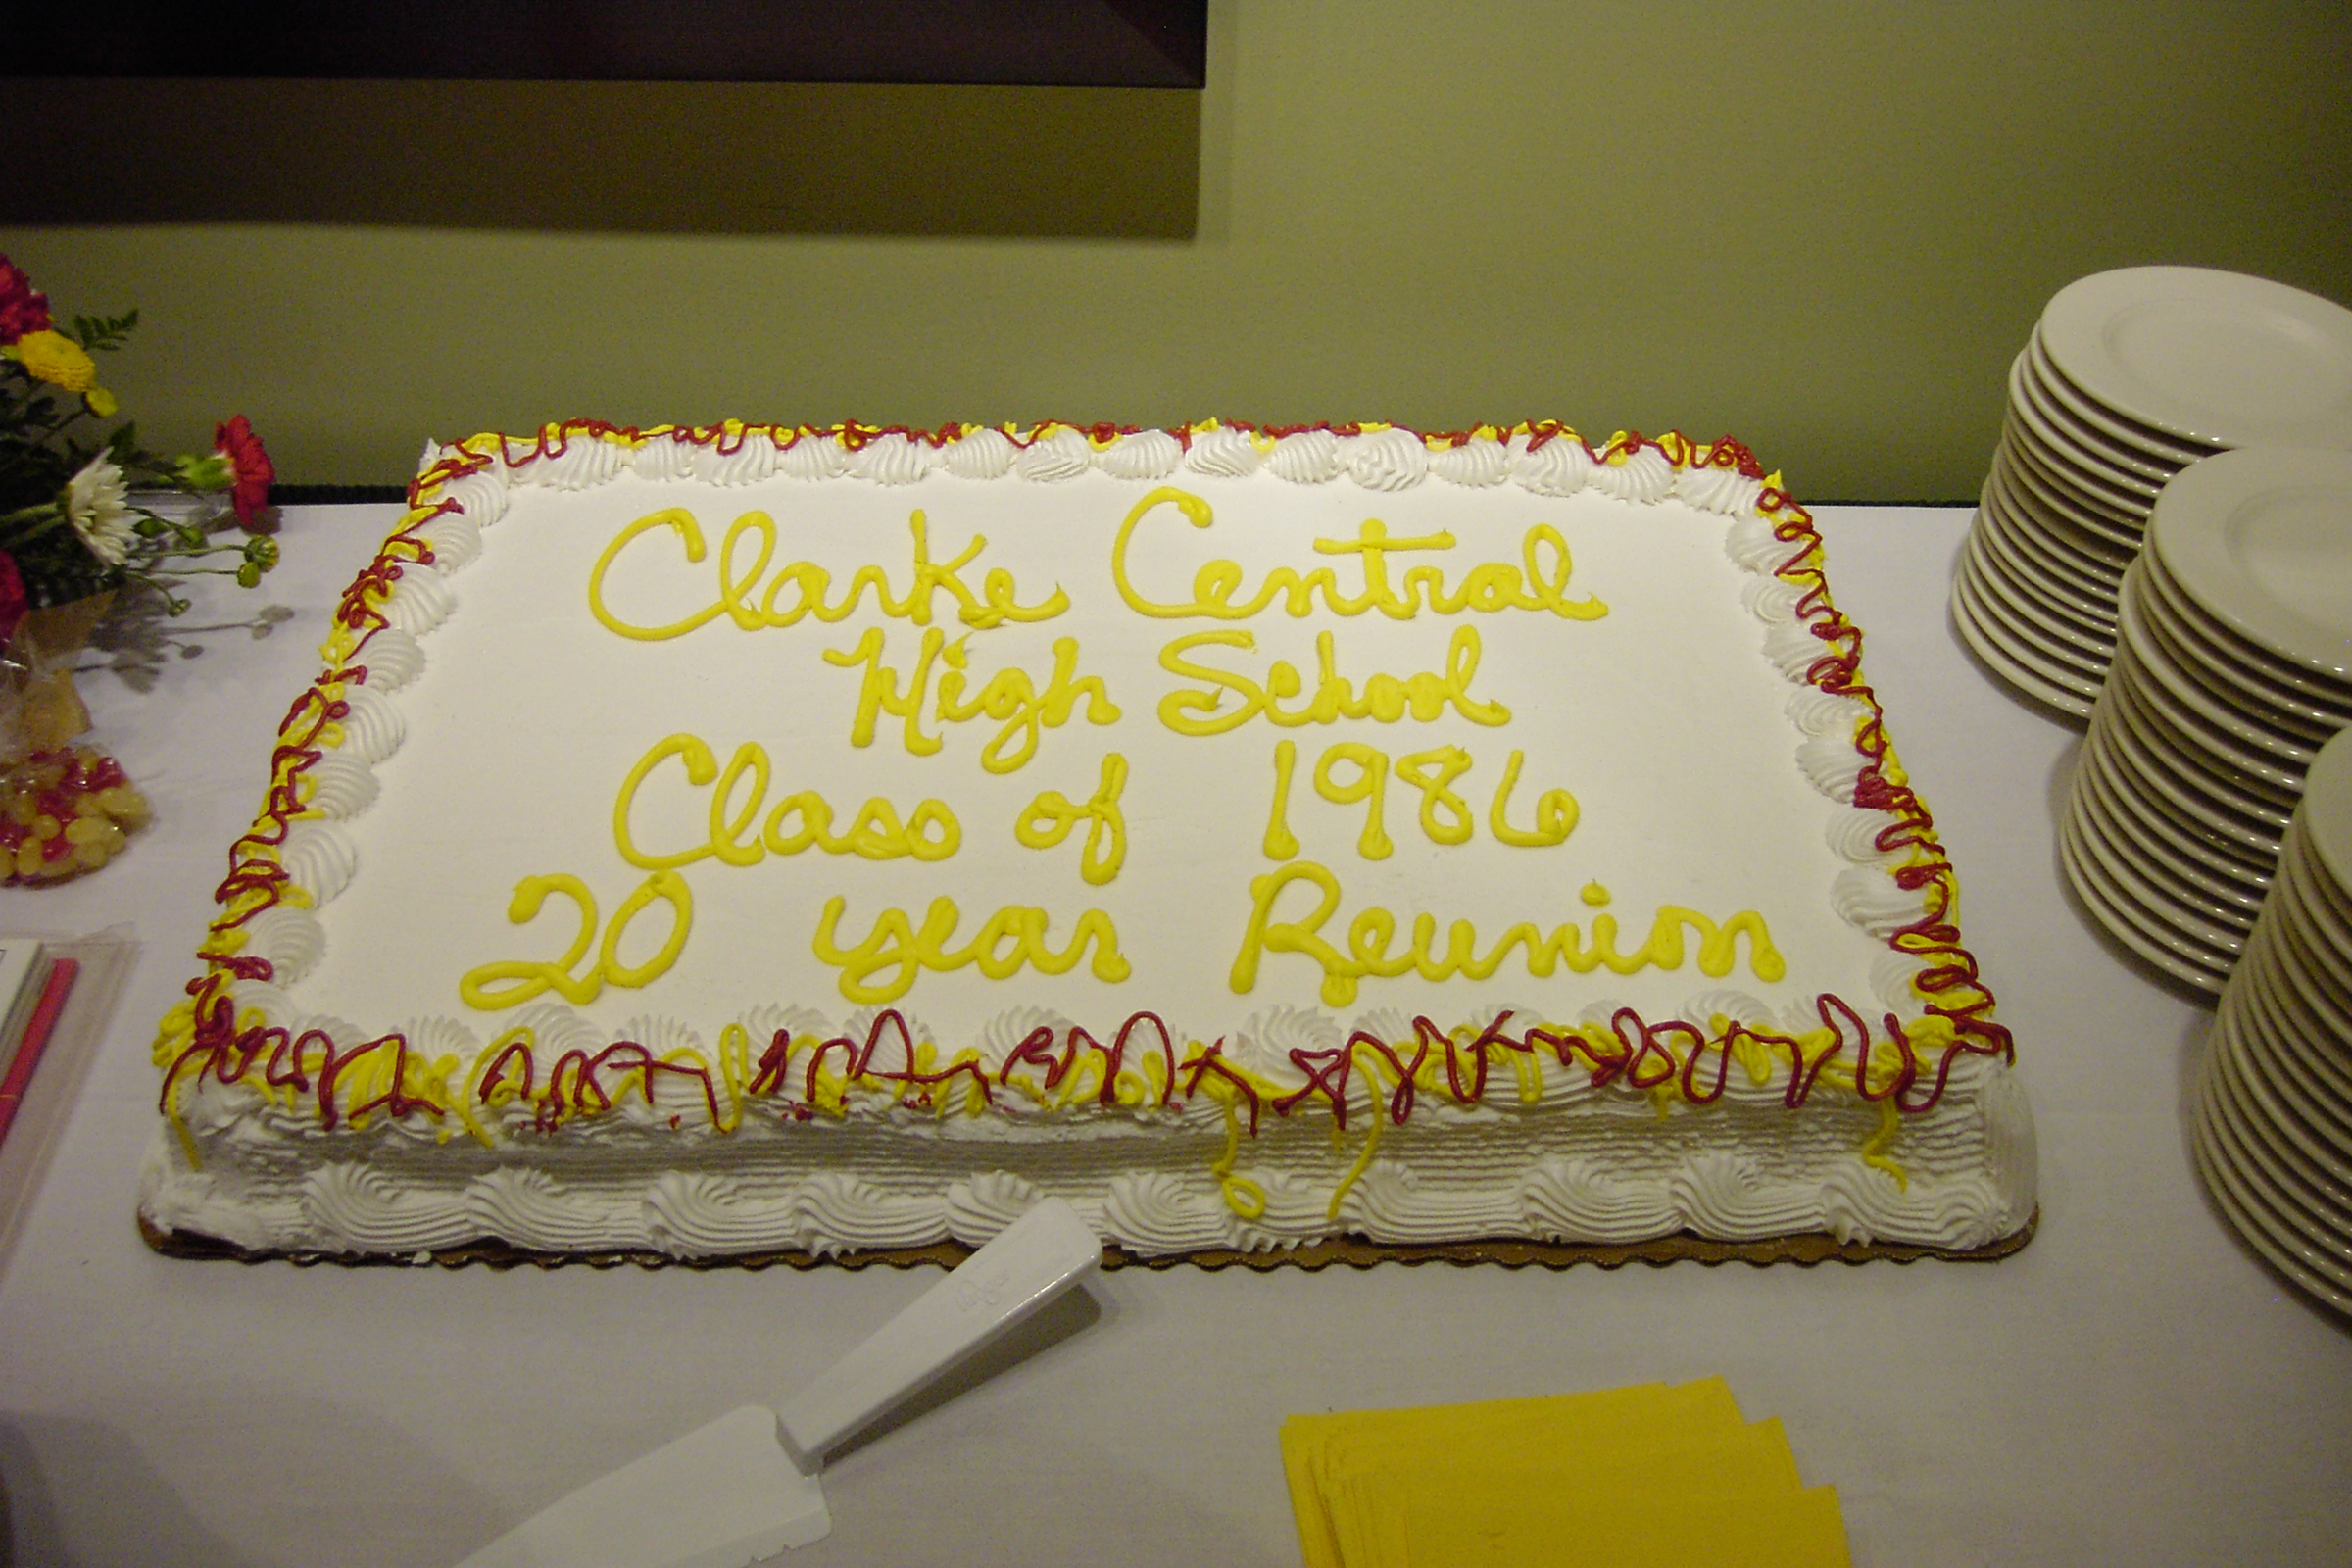 Clarke Central
High School
Class of 1986
20 year Reunion